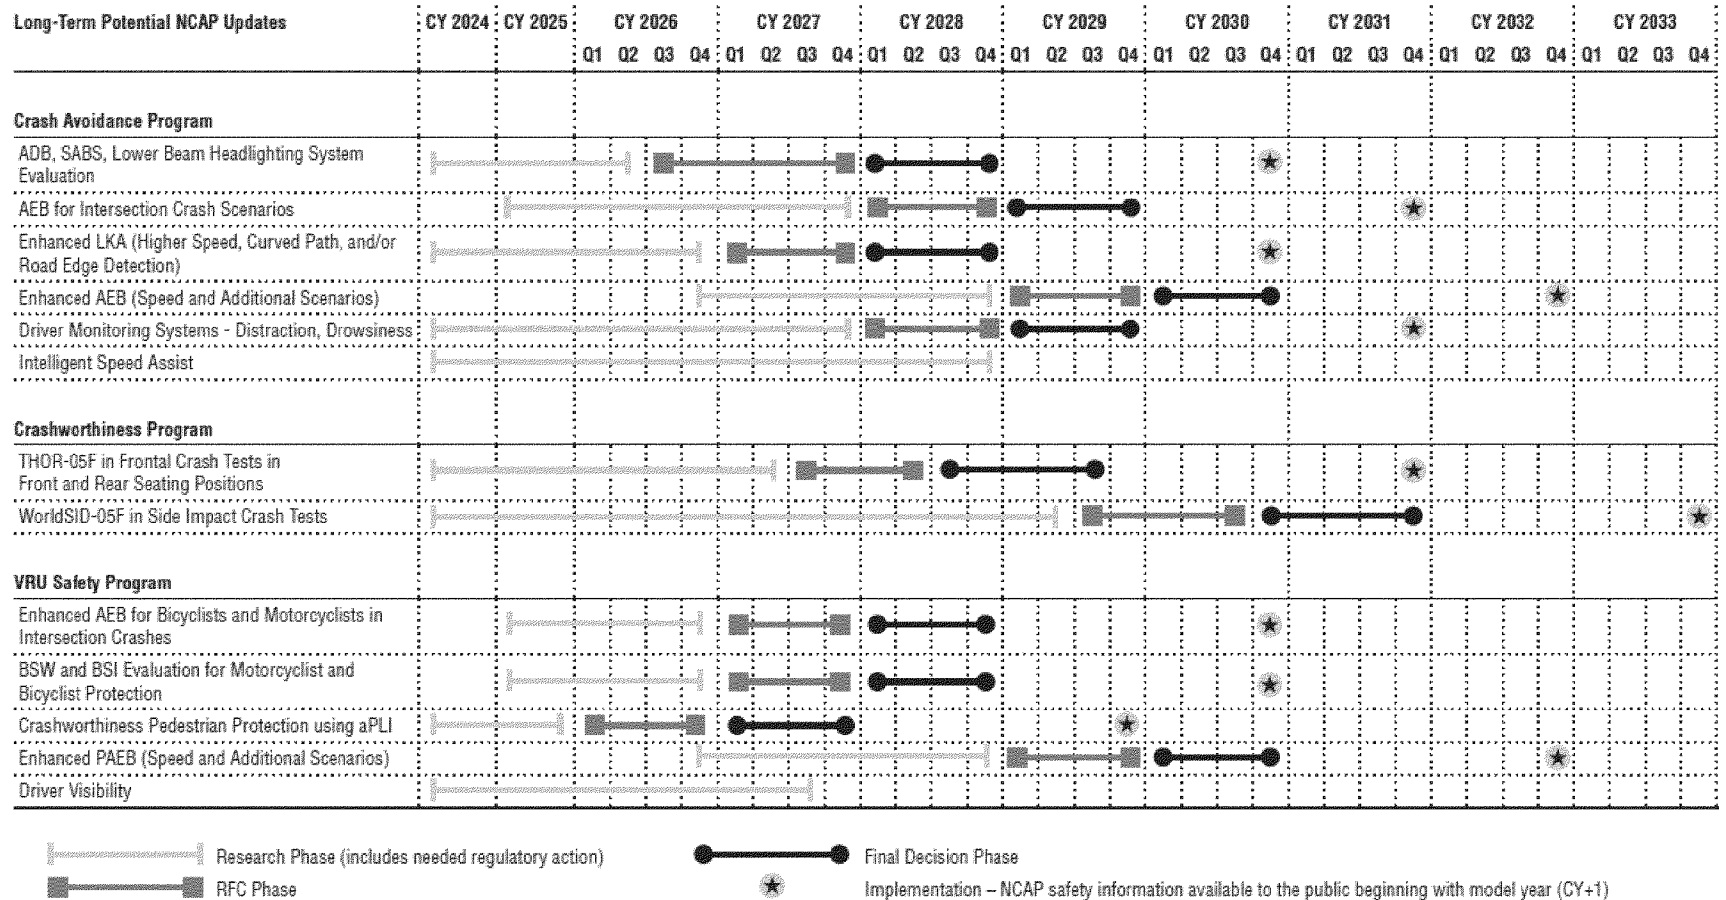 Long-Term Potential NCAP Updates CY 2024 CY 2025 CY 2026 CY 2027 CY 2028 CY 2029 CY 2030 CY 2031 CY 2032 CY 2033
Q1 Q2 Q3 Q4 Q1 Q2 Q3 Q4 Q1 Q2 Q3 Q4 Q1 Q2 Q3 Q4 Q1 Q2 Q3 Q4 Q1 Q2 Q3 Q4 Q1 Q2 Q3 Q4 Q1 Q2 Q3 Q4
Crash Avoidance Program
ADB, SABS, Lower Beam Headlighting System
Evaluation
AEB for Intersection Crash Scenarios
Enhanced LKA (Higher Speed, Curved Path, and/or
Road Edge Detection)
Enhanced AEB (Speed and Additional Scenarios)
Driver Monitoring Systems - Distraction, Drowsiness
Intelligent Speed Assist
Crashworthiness Program
THOR-05F in Frontal Crash Tests in
Front and Rear Seating Positions
WorldSID-05F in Side Impact Crash Tests
VRU Safety Program
Enhanced AEB for Bicyclists and Motorcyclists in
Intersection Crashes
BSW and BSI Evaluation for Motorcyclist and
Bicyclist Protection
Crashworthiness Pedestrian Protection using aPLI
Enhanced PAEB (Speed and Additional Scenarios)
Driver Visibility
Research Phase (includes needed regulatory action) Final Decision Phase
RFC Phase Implementation – NCAP safety information available to the public beginning with model year (CY+1)